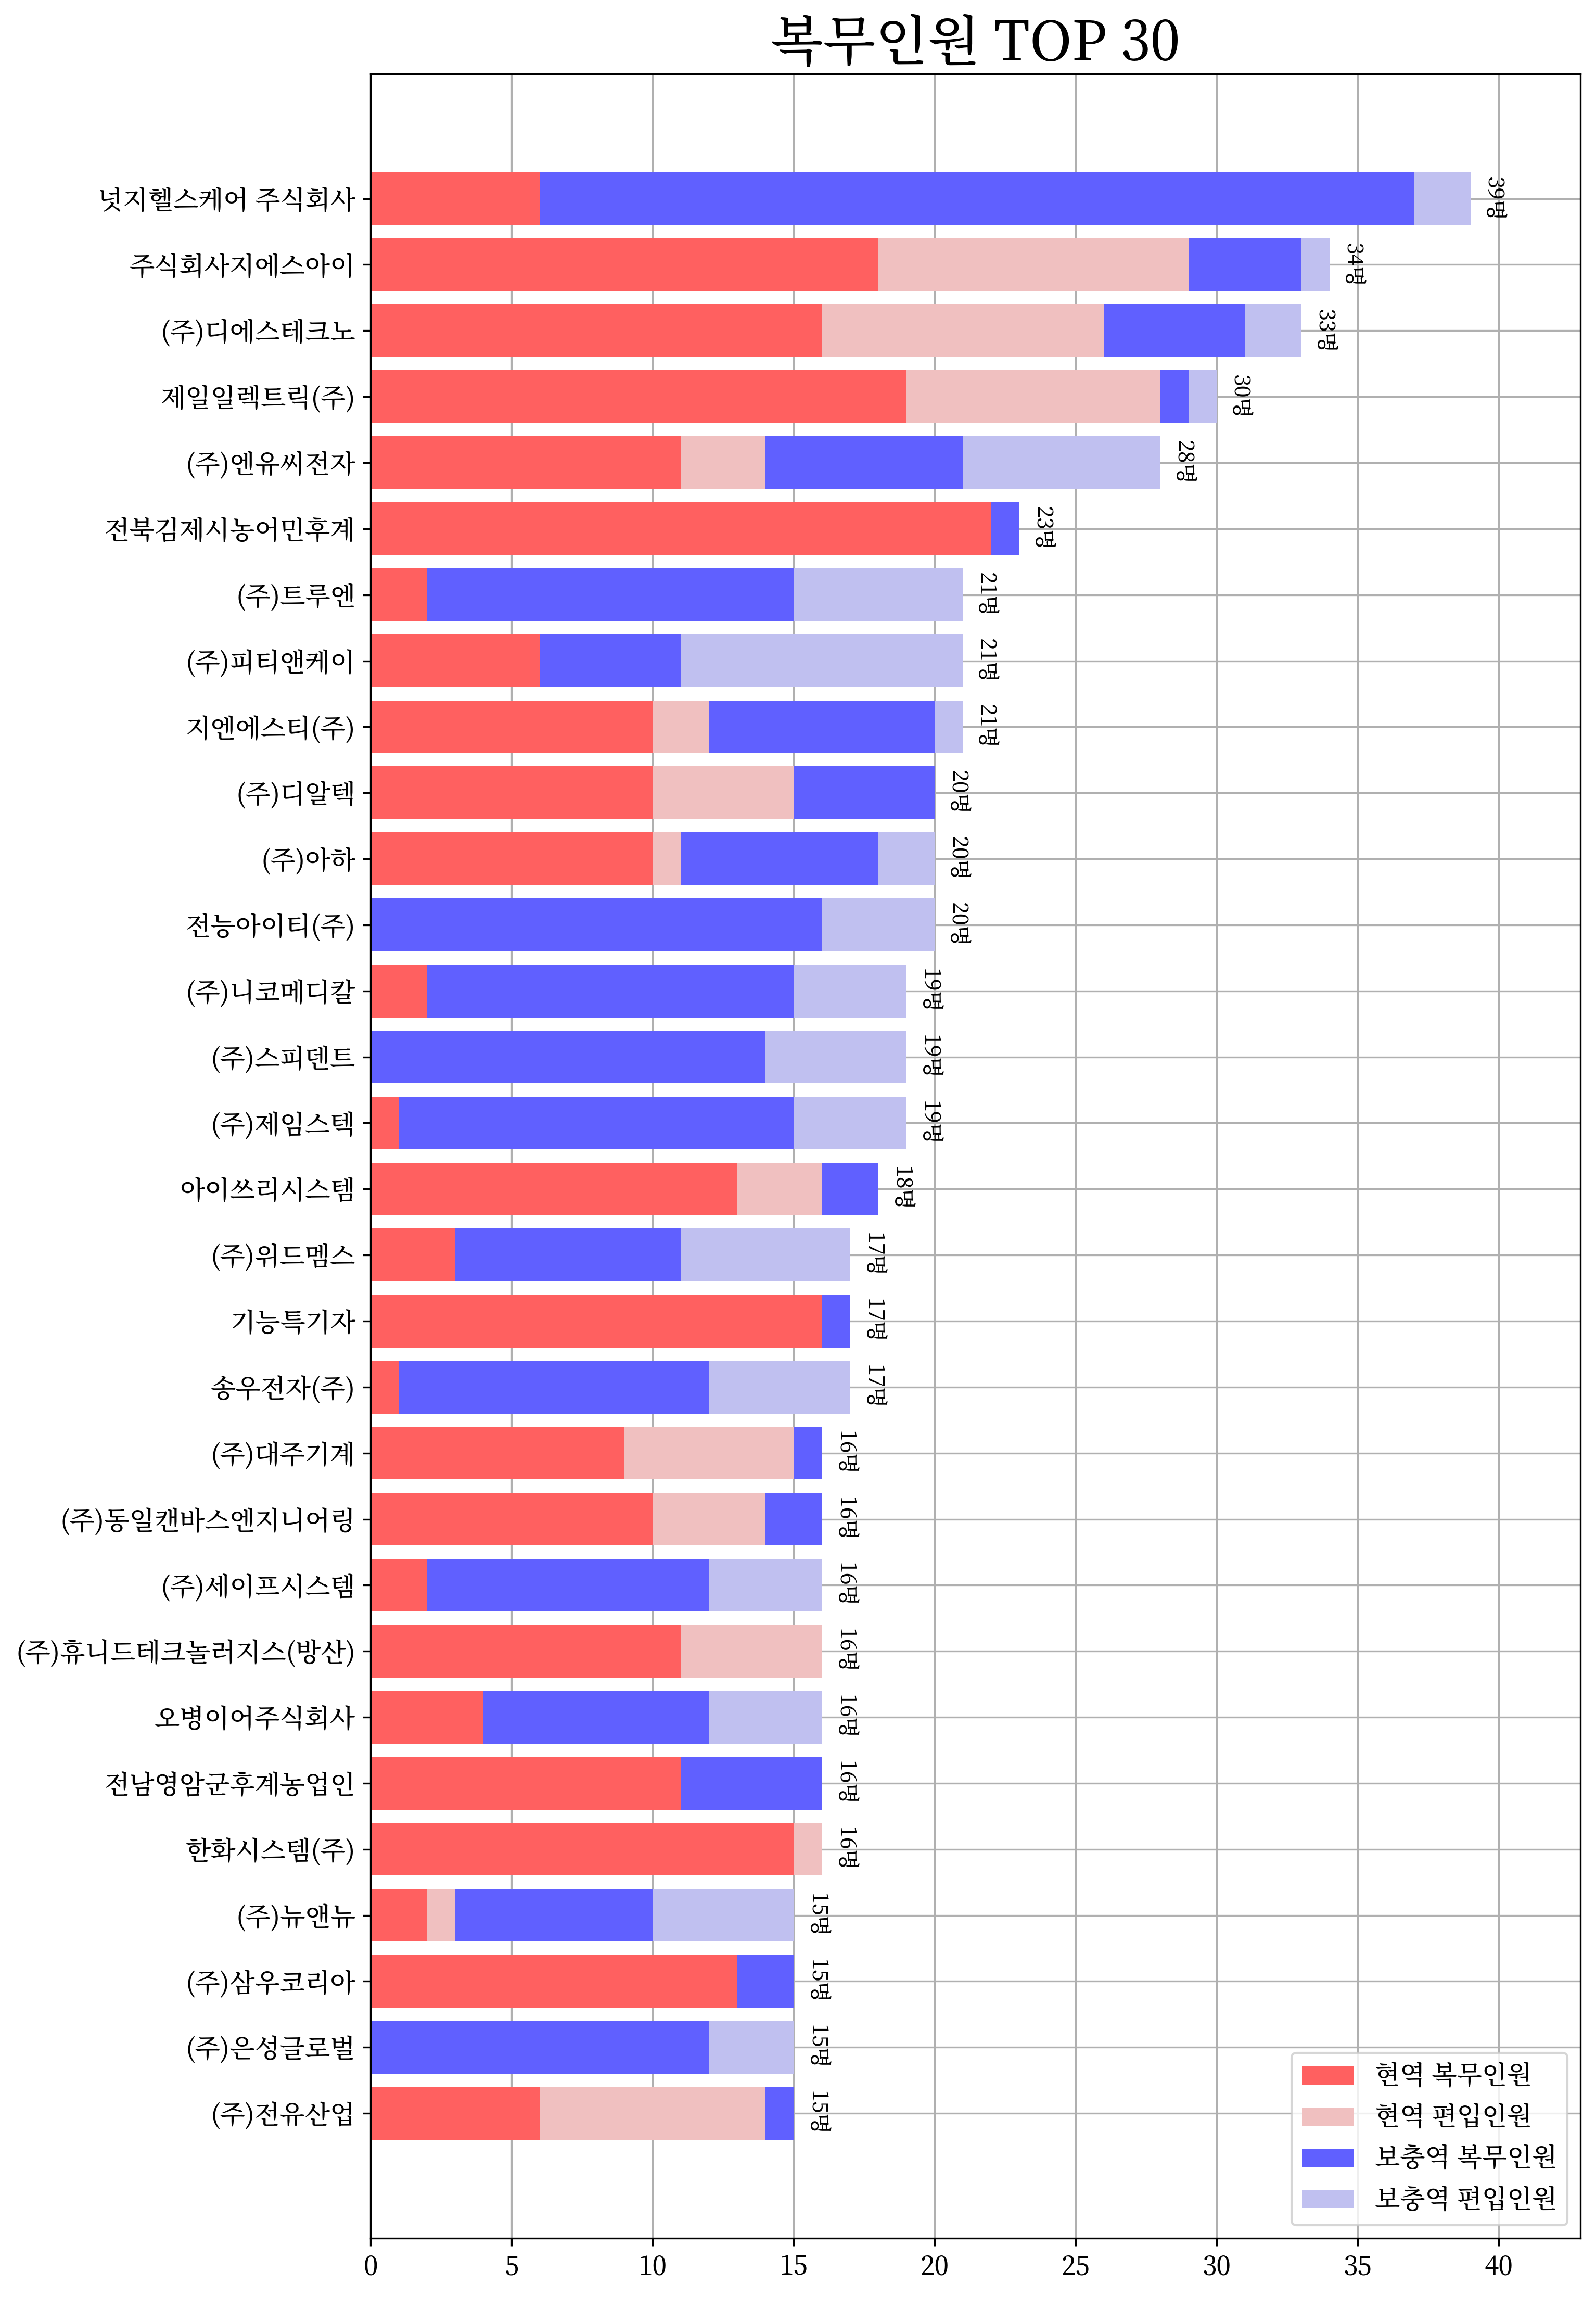 복무인원 TOP 30
넛지헬스케어 주식회사 39명
주식회사지에스아이 34명
(주)디에스테크노 33명
제일일렉트릭(주) 30명
(주)엔유씨전자 28명
전북김제시농어민후계 23명
(주)트루엔 21명
(주)피티앤케이 21명
지엔에스티(주) 21명
(주)디알텍 20명
(주)아하 20명
전능아이티(주) 20명
(주)니코메디칼 19명
(주)스피덴트 19명
(주)제임스텍 19명
아이쓰리시스템 18명
(주)위드멤스 17명
기능특기자 17명
송우전자(주) 17명
(주)대주기계 16명
(주)동일캔바스엔지니어링 16명
(주)세이프시스템 16명
(주)휴니드테크놀러지스(방산) 16명
오병이어주식회사 16명
전남영암군후계농업인 16명
한화시스템(주) 16명
(주)뉴앤뉴 15명
(주)삼우코리아 15명
(주)은성글로벌 15명
(주)전유산업 15명
현역 복무인원
현역 편입인원
보충역 복무인원
보충역 편입인원
0 5 10 15 20 25 30 35 40